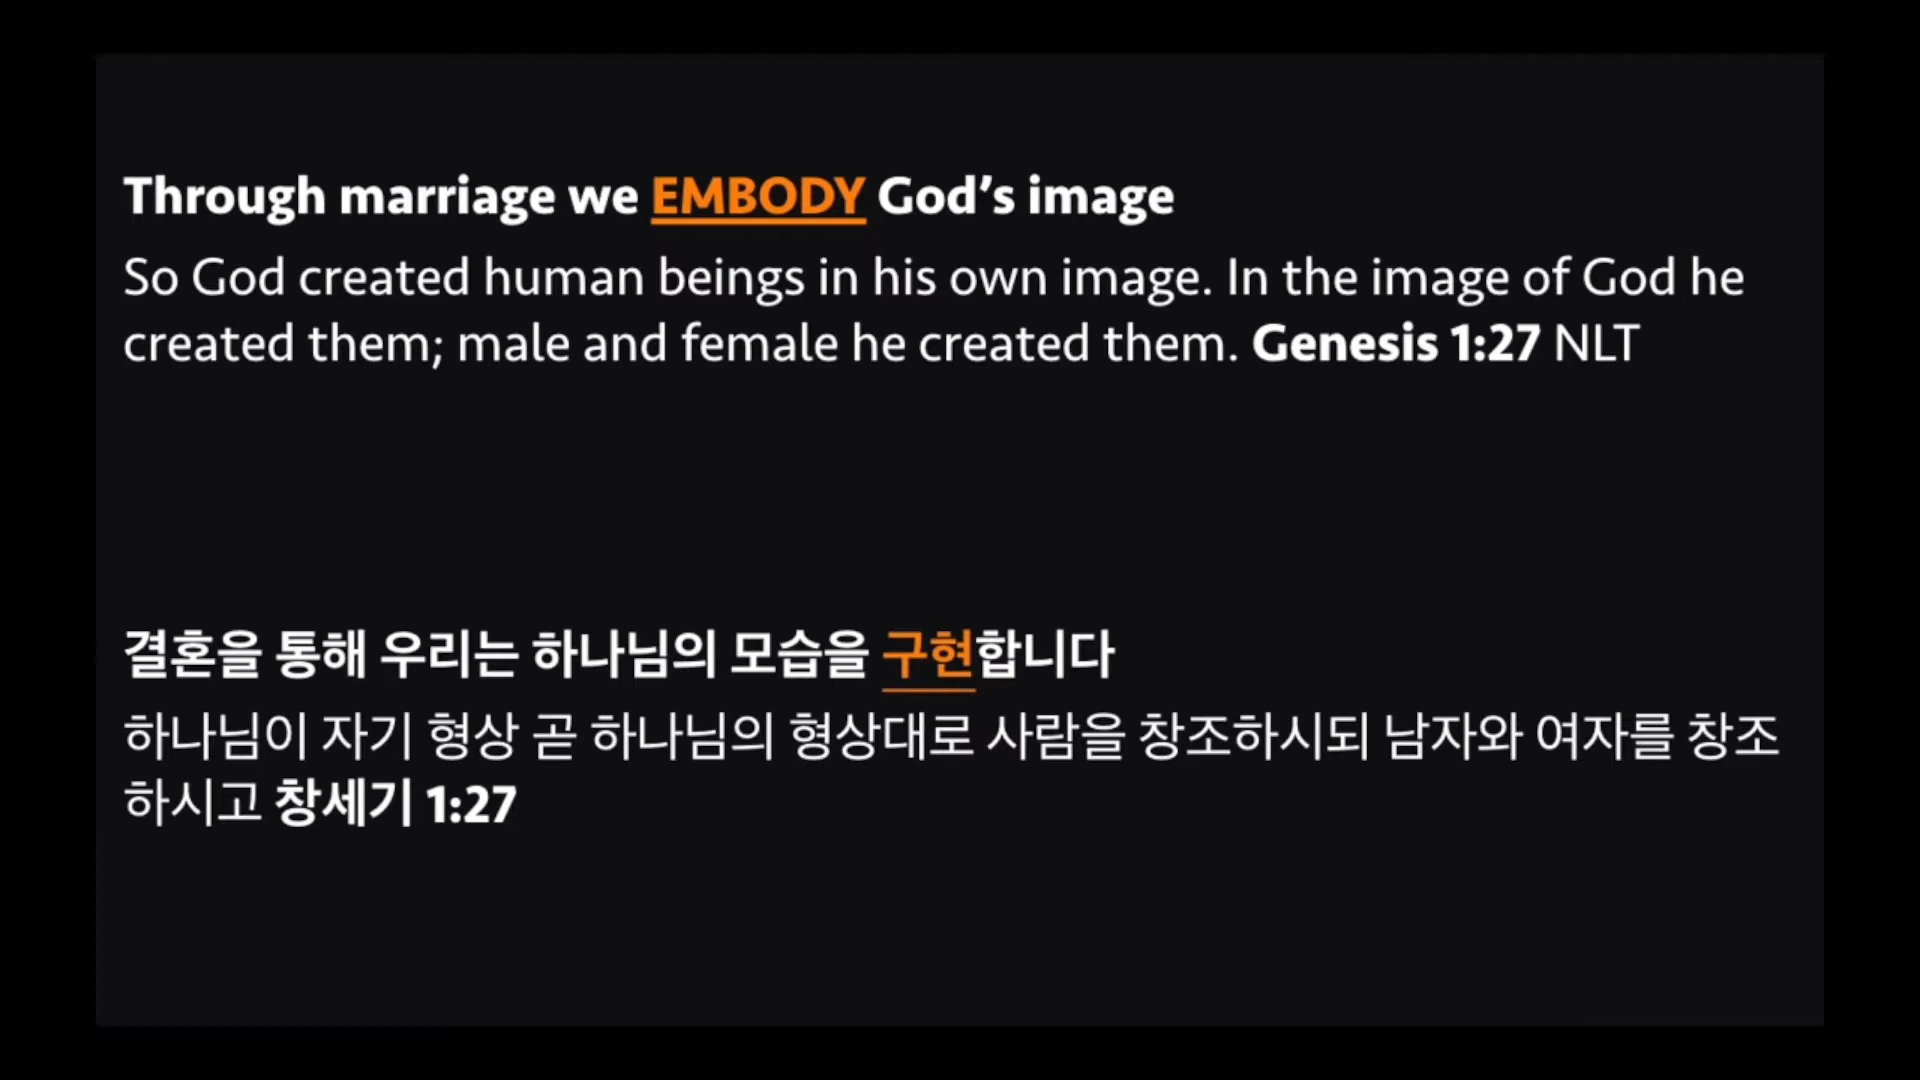 Through marriage we EMBODY God’s image
So God created human beings in his own image. In the image of God he
created them; male and female he created them. Genesis 1:27 NLT
결혼을 통해 우리는 하나님의 모습을 구현합니다
하나님이 자기 형상 곧 하나님의 형상대로 사람을 창조하시되 남자와 여자를 창조
하시고 창세기 1:27